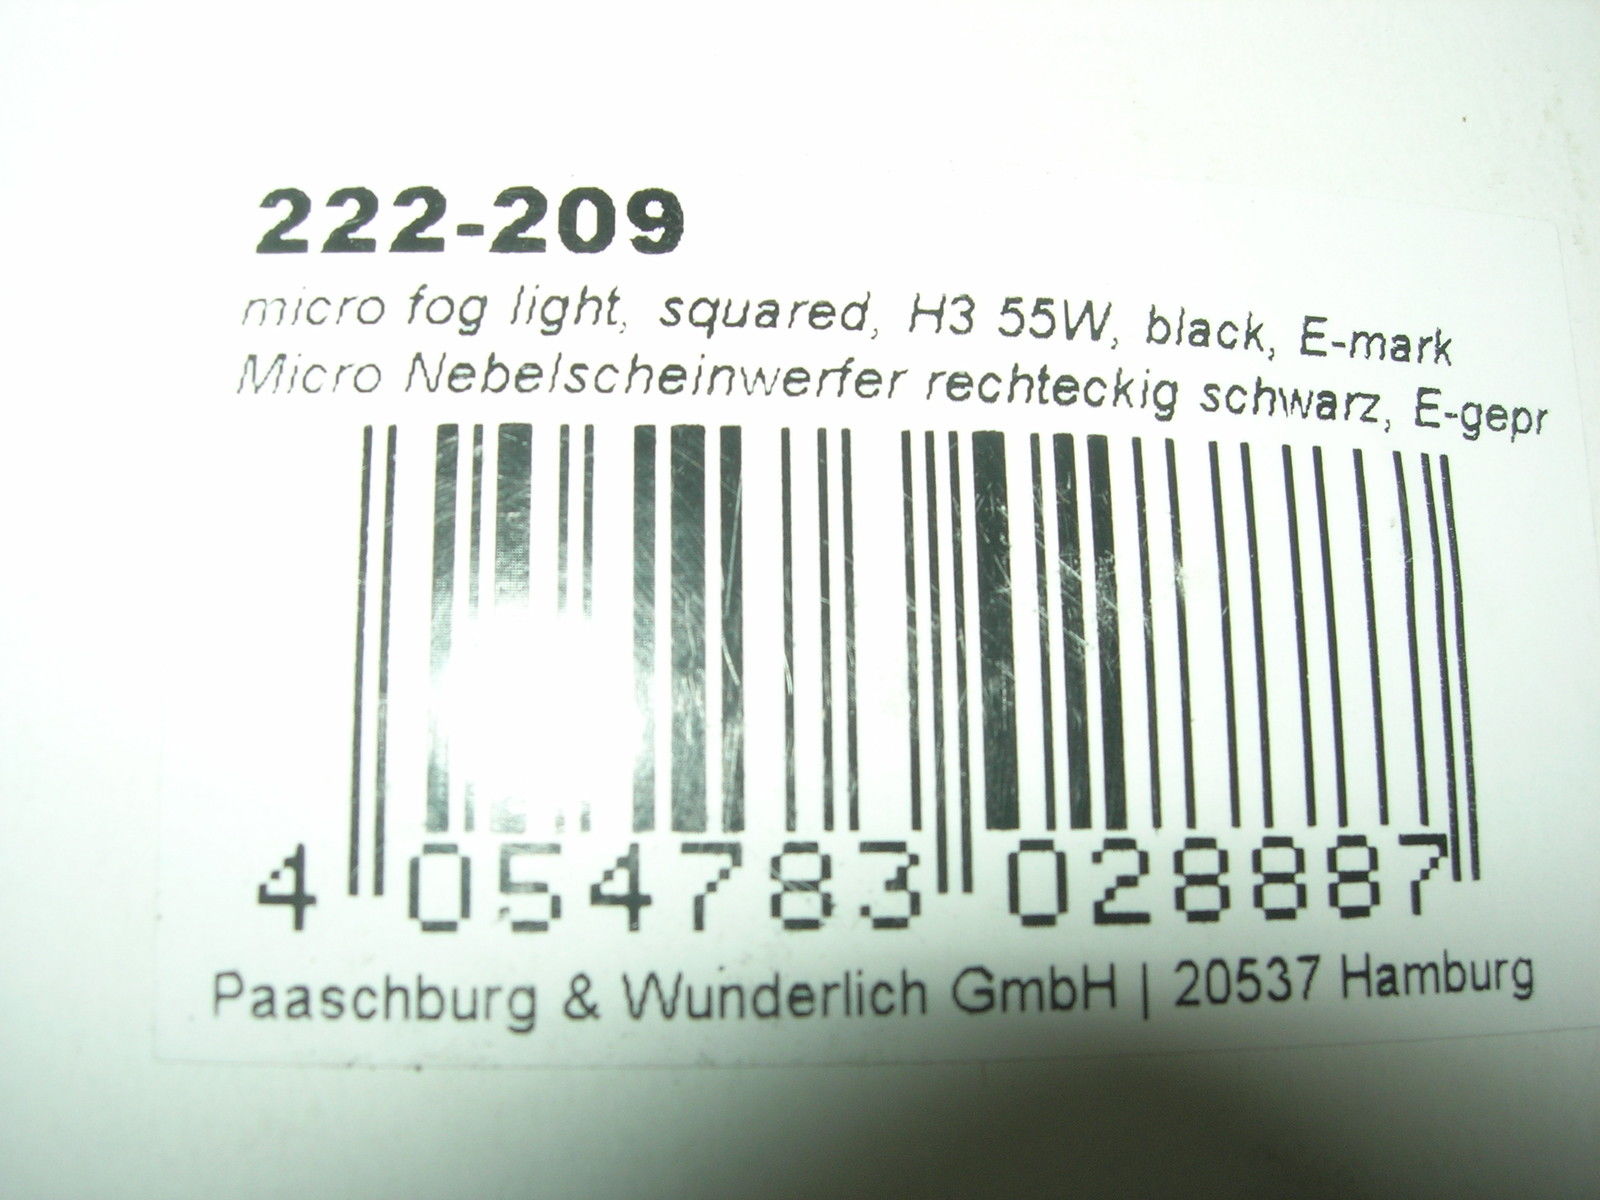 222-209
micro fog light, squared, H3 55W, black, E-mark
Micro Nebelscheinwerfer rechteckig schwarz, E-gepr
4 054783 028887
Paaschburg & Wunderlich GmbH | 20537 Hamburg